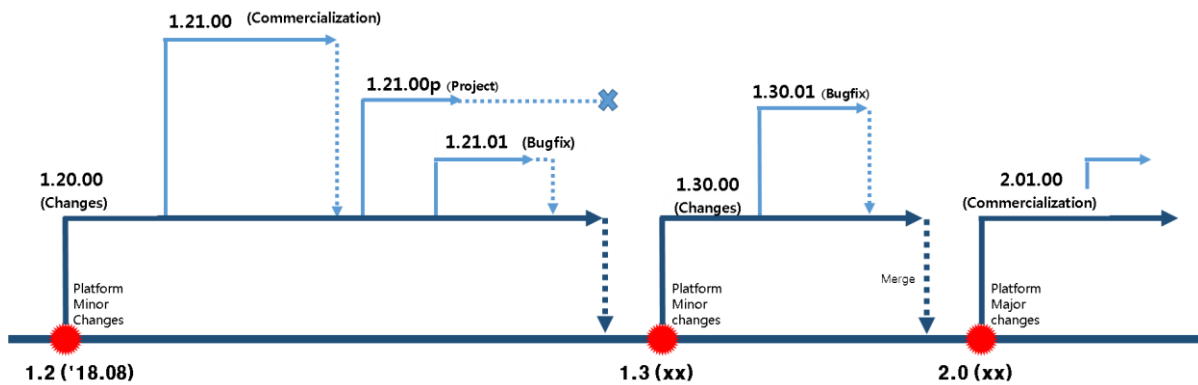 1.21.00 (Commercialization)
1.21.00p (Project)
1.30.01 (Bugfix)
1.21.01 (Bugfix)
1.20.00
(Changes)
1.30.00
(Changes)
2.01.00
(Commercialization)
Platform
Minor
Changes
Platform
Minor
changes
Merge
Platform
Major
changes
1.2 ('18.08)
1.3 (xx)
2.0 (xx)